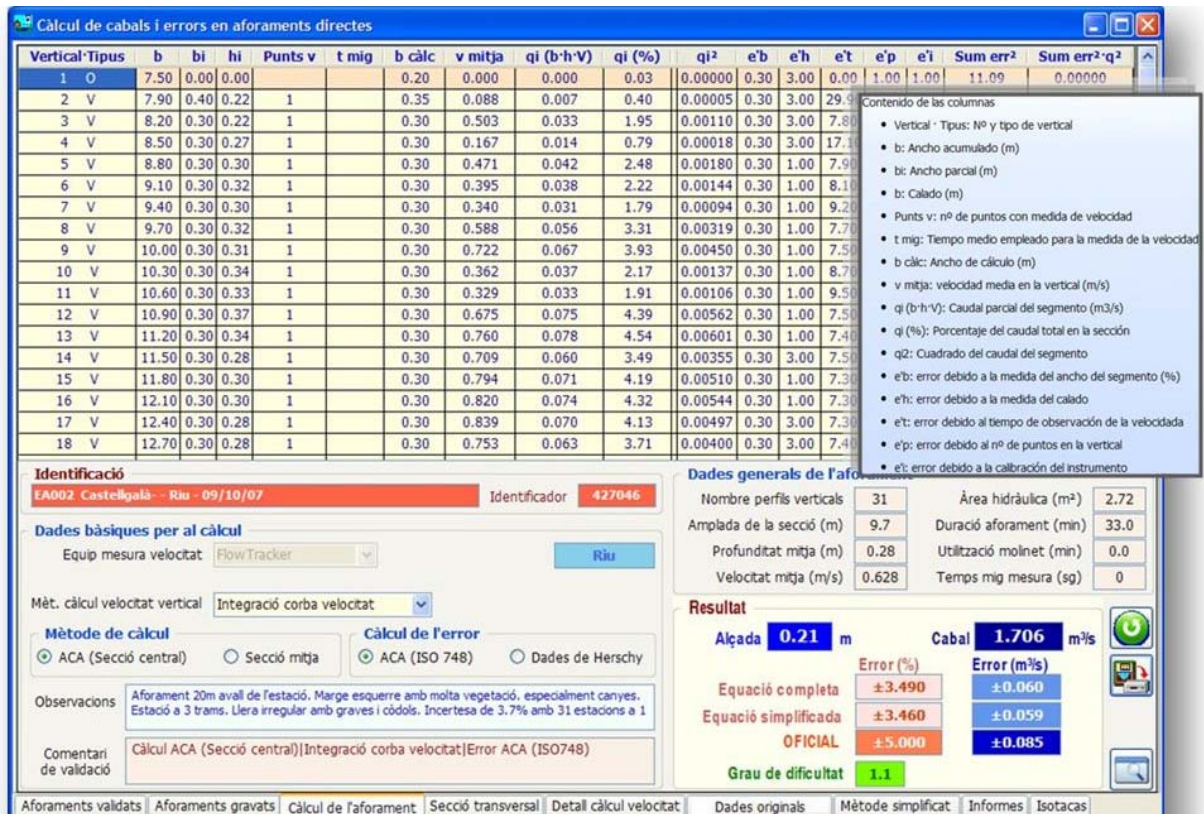 Càlcul de cabals i errors en aforaments directes
Vertical·Tipus b bi hi Punts v t mig b càlc v mitja qi (b·h·V) qi (%) qi² e'b e'h e't e'p e'i Sum err² Sum err²·q²
1 O 7.50 0.00 0.00 0.20 0.000 0.000 0.03 0.00000 0.30 3.00 0.00 1.00 1.00 11.09 0.00000
2 V 7.90 0.40 0.22 1 0.35 0.088 0.007 0.40 0.00005 0.30 3.00
3 V 8.20 0.30 0.22 1 0.30 0.503 0.033 1.95 0.00110 0.30 3.00 7.80
4 V 8.50 0.30 0.27 1 0.30 0.167 0.014 0.79 0.00018 0.30 3.00
5 V 8.80 0.30 0.30 1 0.30 0.471 0.042 2.48 0.00180 0.30 1.00 7.90
6 V 9.10 0.30 0.32 1 0.30 0.395 0.038 2.22 0.00144 0.30 1.00 8.10
7 V 9.40 0.30 0.30 1 0.30 0.340 0.031 1.79 0.00094 0.30 1.00 9.20
8 V 9.70 0.30 0.32 1 0.30 0.588 0.056 3.31 0.00319 0.30 1.00 7.70
9 V 10.00 0.30 0.31 1 0.30 0.722 0.067 3.93 0.00450 0.30 1.00 7.50
10 V 10.30 0.30 0.34 1 0.30 0.362 0.037 2.17 0.00137 0.30 1.00 8.70
11 V 10.60 0.30 0.33 1 0.30 0.329 0.033 1.91 0.00106 0.30 1.00 9.50
12 V 10.90 0.30 0.37 1 0.30 0.675 0.075 4.39 0.00562 0.30 1.00 7.50
13 V 11.20 0.30 0.34 1 0.30 0.760 0.078 4.54 0.00601 0.30 1.00 7.40
14 V 11.50 0.30 0.28 1 0.30 0.709 0.060 3.49 0.00355 0.30 3.00 7.50
15 V 11.80 0.30 0.30 1 0.30 0.794 0.071 4.19 0.00510 0.30 1.00 7.30
16 V 12.10 0.30 0.30 1 0.30 0.820 0.074 4.32 0.00544 0.30 1.00 7.30
17 V 12.40 0.30 0.28 1 0.30 0.839 0.070 4.13 0.00497 0.30 3.00 7.30
18 V 12.70 0.30 0.28 1 0.30 0.753 0.063 3.71 0.00400 0.30 3.00 7.40
Contenido de las columnas
• Vertical · Tipus: Nº y tipo de vertical
• b: Ancho acumulado (m)
• bi: Ancho parcial (m)
• b: Calado (m)
• Punts v: nº de puntos con medida de velocidad
• t mig: Tiempo medio empleado para la medida de la velocidad
• b càlc: Ancho de cálculo (m)
• v mitja: velocidad media en la vertical (m/s)
• qi (b·h·V): Caudal parcial del segmento (m3/s)
• qi (%): Porcentaje del caudal total en la sección
• qi2: Cuadrado del caudal del segmento
• e'b: error debido a la medida del ancho del segmento (%)
• e'h: error debido a la medida del calado
• e't: error debido al tiempo de observación de la velocidada
• e'p: error debido al nº de puntos en la vertical
• e'i: error debido a la calibración del instrumento
Identificació
EA002 Castellgalà- - Riu - 09/10/07 Identificador 427046
Dades bàsiques per al càlcul
Equip mesura velocitat FlowTracker Riu
Mèt. càlcul velocitat vertical Integració corba velocitat
Mètode de càlcul
ACA (Secció central) Secció mitja
Càlcul de l'error
ACA (ISO 748) Dades de Herschy
Observacions
Aforament 20m avall de l'estació. Marge esquerre amb molta vegetació, especialment canyes.
Estació a 3 trams. Llera irregular amb graves i còdols. Incertesa de 3.7% amb 31 estacions a 1
Comentari
de validació
Càlcul ACA (Secció central)|Integració corba velocitat|Error ACA (ISO748)
Dades generals de l'aforament
Nombre perfils verticals 31 Àrea hidràulica (m²) 2.72
Amplada de la secció (m) 9.7 Duració aforament (min) 33.0
Profunditat mitja (m) 0.28 Utilització molinet (min) 0.0
Velocitat mitja (m/s) 0.628 Temps mig mesura (sg) 0
Resultat
Alçada 0.21 m Cabal 1.706 m³/s
Error (%) Error (m³/s)
Equació completa ±3.490 ±0.060
Equació simplificada ±3.460 ±0.059
OFICIAL ±5.000 ±0.085
Grau de dificultat 1.1
Aforaments validats Aforaments gravats Càlcul de l'aforament Secció transversal Detall càlcul velocitat Dades originals Mètode simplificat Informes Isotacas